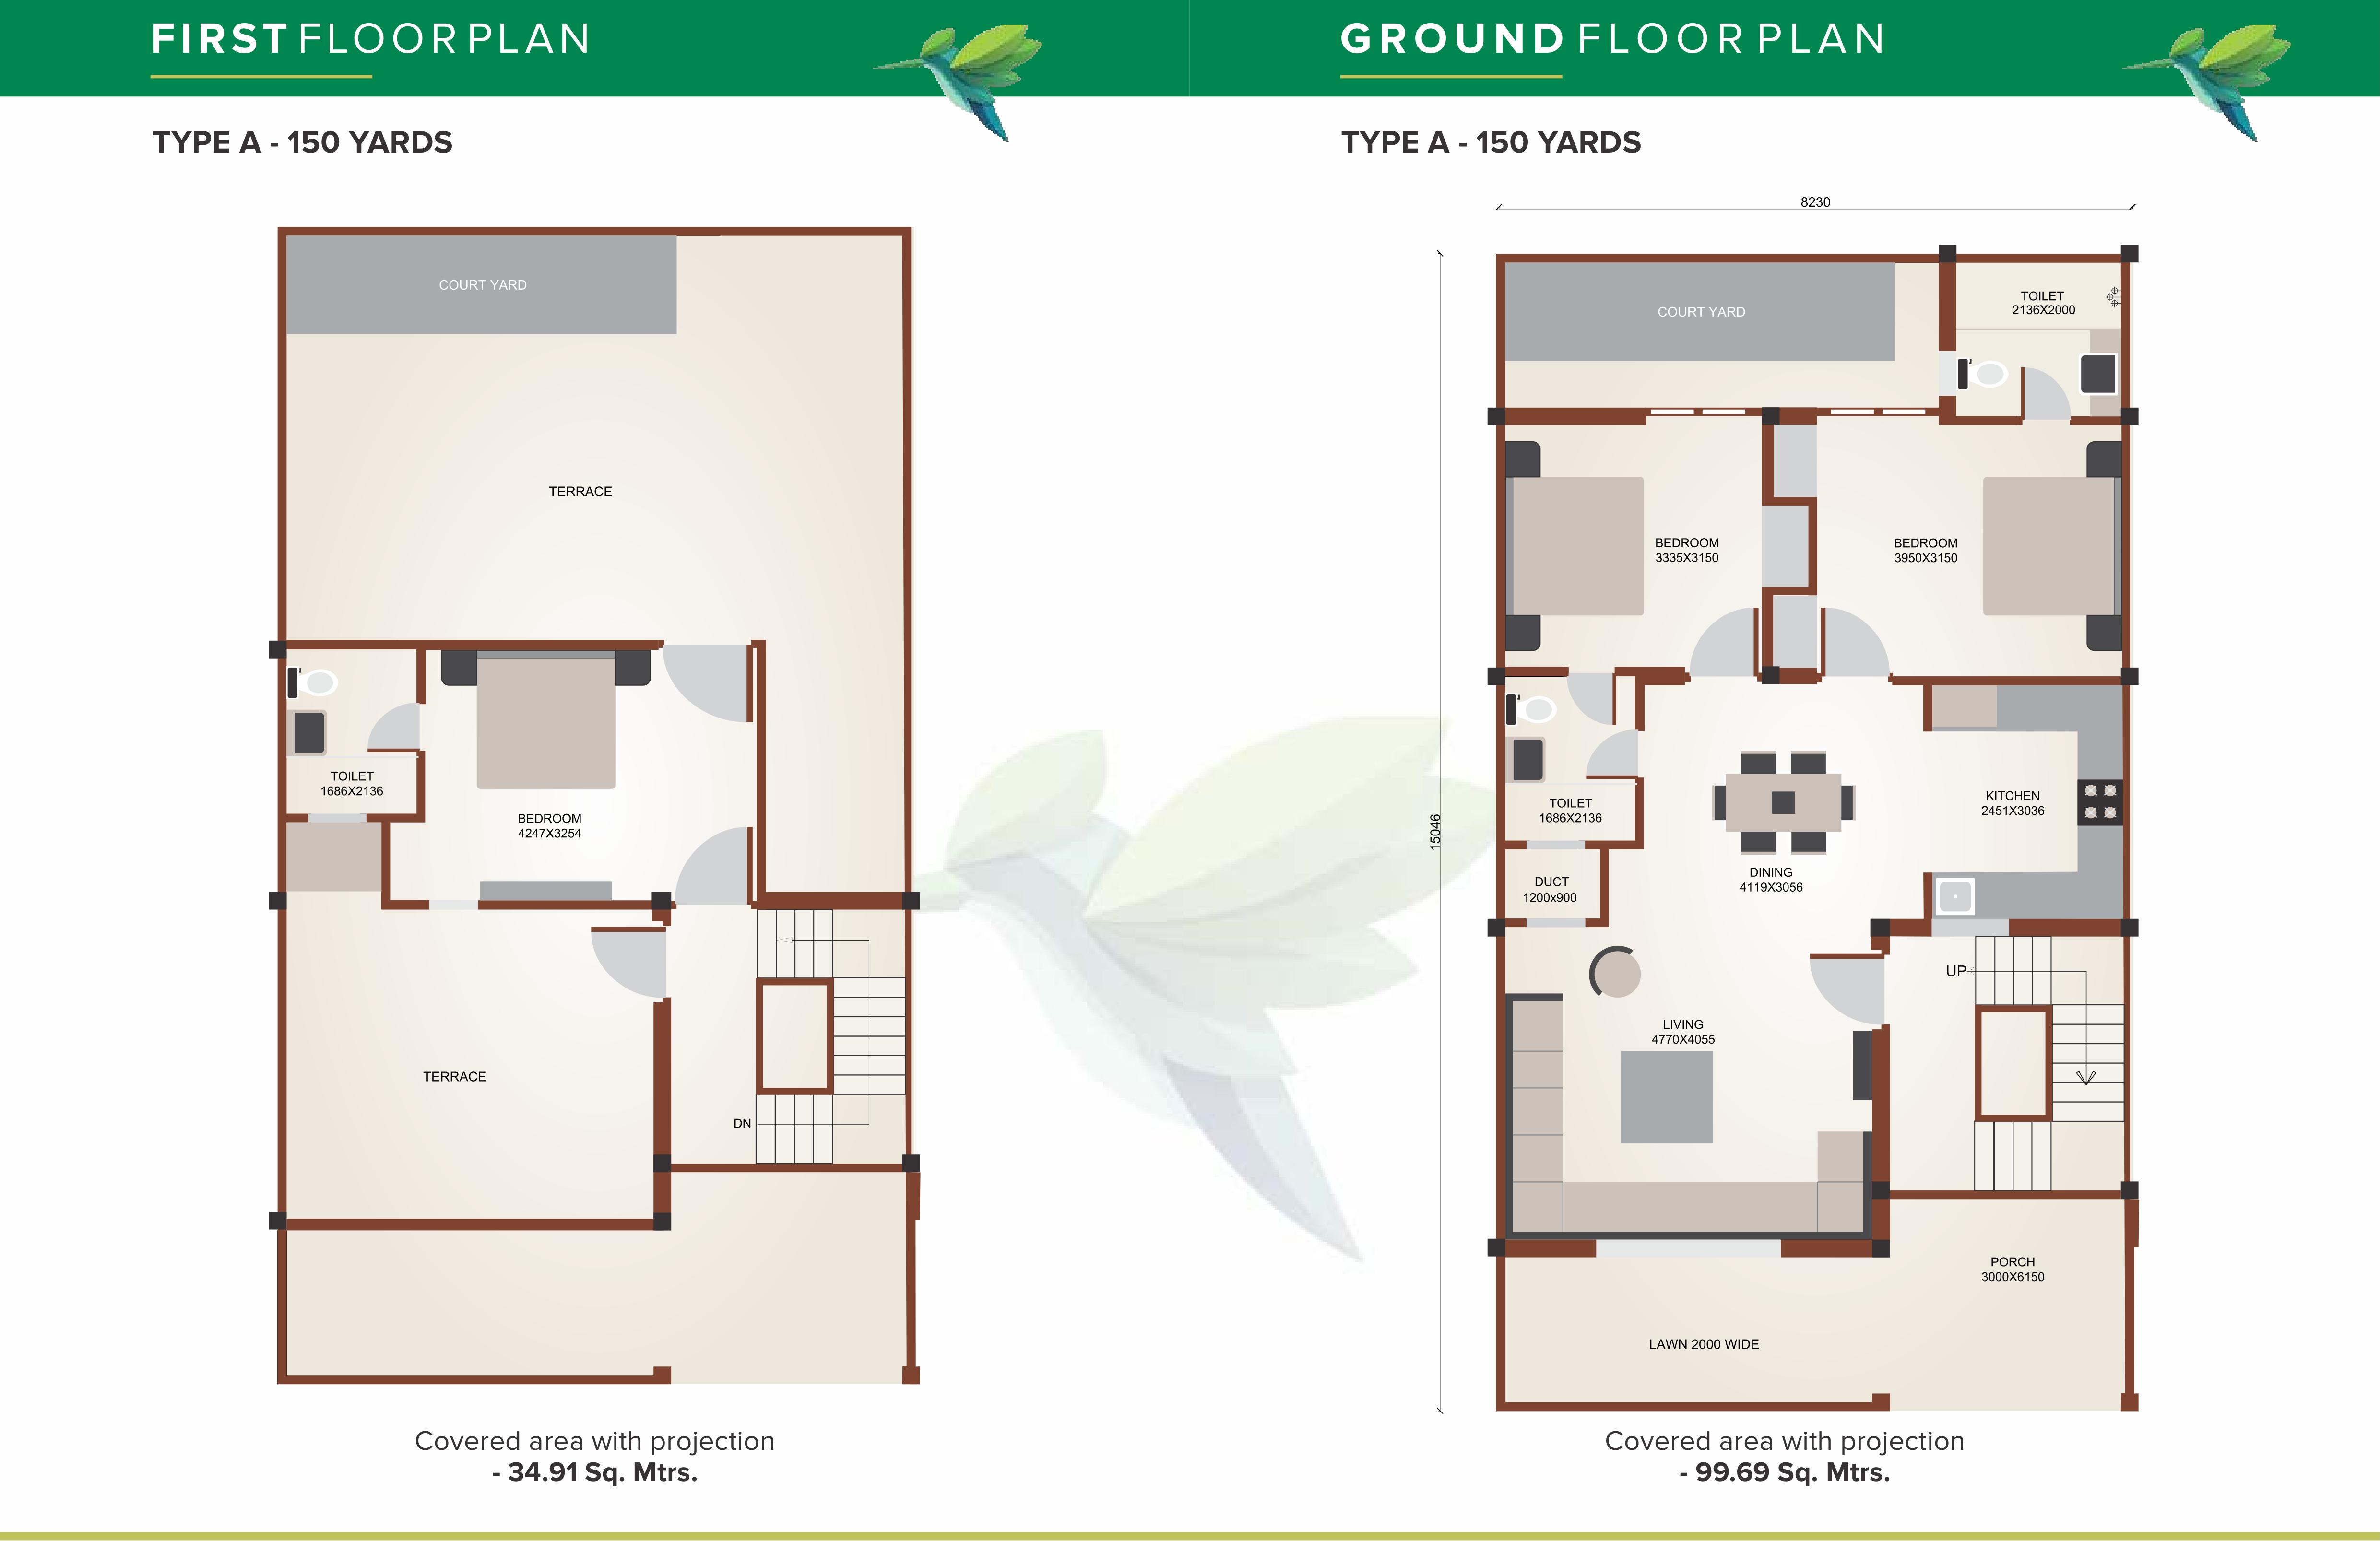 FIRST FLOOR PLAN
TYPE A - 150 YARDS
COURT YARD
TERRACE
TOILET
1686X2136
BEDROOM
4247X3254
TERRACE
DN
Covered area with projection
- 34.91 Sq. Mtrs.
GROUND FLOOR PLAN
TYPE A - 150 YARDS
8230
15046
COURT YARD
TOILET
2136X2000
BEDROOM
3335X3150
BEDROOM
3950X3150
TOILET
1686X2136
KITCHEN
2451X3036
DINING
4119X3056
DUCT
1200x900
UP
LIVING
4770X4055
PORCH
3000X6150
LAWN 2000 WIDE
Covered area with projection
- 99.69 Sq. Mtrs.